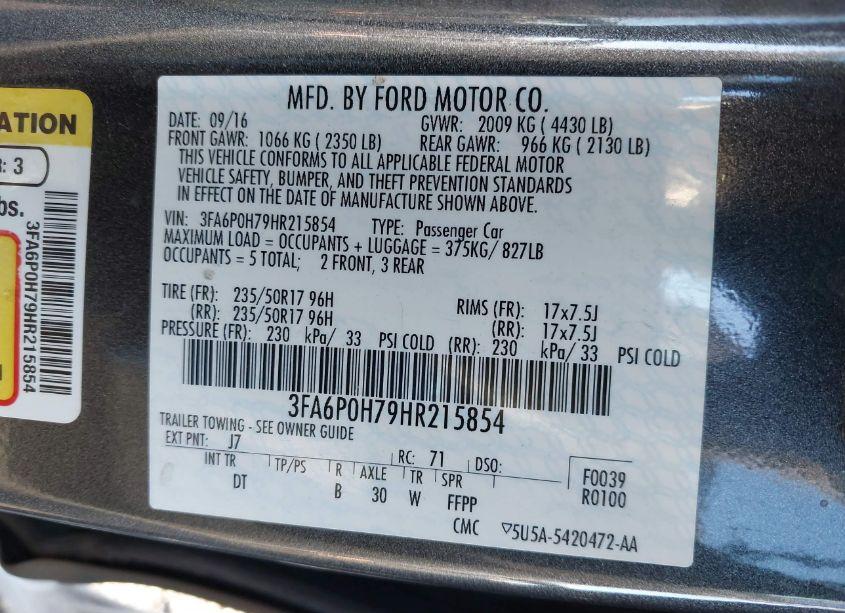 MFD. BY FORD MOTOR CO.
DATE: 09/16 GVWR: 2009 KG ( 4430 LB)
FRONT GAWR: 1066 KG ( 2350 LB) REAR GAWR: 966 KG ( 2130 LB)
THIS VEHICLE CONFORMS TO ALL APPLICABLE FEDERAL MOTOR
VEHICLE SAFETY, BUMPER, AND THEFT PREVENTION STANDARDS
IN EFFECT ON THE DATE OF MANUFACTURE SHOWN ABOVE.
VIN: 3FA6P0H79HR215854 TYPE: Passenger Car
MAXIMUM LOAD = OCCUPANTS + LUGGAGE = 375KG/ 827LB
OCCUPANTS = 5 TOTAL; 2 FRONT, 3 REAR
TIRE (FR): 235/50R17 96H RIMS (FR): 17x7.5J
(RR): 235/50R17 96H (RR): 17x7.5J
PRESSURE (FR): 230 kPa/ 33 PSI COLD (RR): 230 kPa/ 33 PSI COLD
3FA6P0H79HR215854
TRAILER TOWING - SEE OWNER GUIDE
EXT PNT: J7 RC: 71 DSO: F0039
R0100
INT TR TP/PS R AXLE TR SPR
DT B 30 W FFPP
CMC ▽5U5A-5420472-AA
ATION
R: 3
bs.
3FA6P0H79HR215854